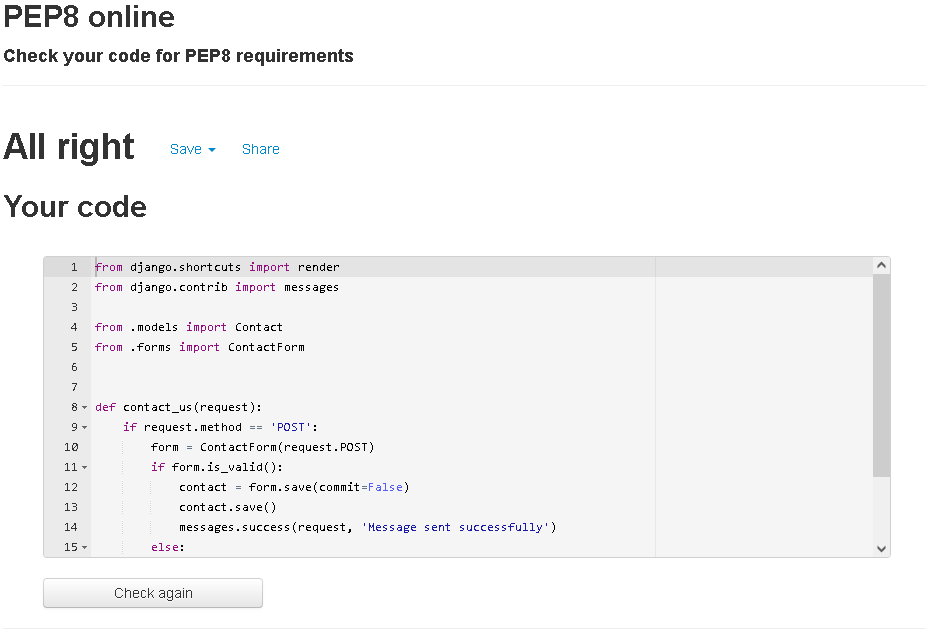 PEP8 online
Check your code for PEP8 requirements
All right Save Share
Your code
1 from django.shortcuts import render
2 from django.contrib import messages
3
4 from .models import Contact
5 from .forms import ContactForm
6
7
8 def contact_us(request):
9     if request.method == 'POST':
10         form = ContactForm(request.POST)
11         if form.is_valid():
12             contact = form.save(commit=False)
13             contact.save()
14             messages.success(request, 'Message sent successfully')
15         else:
Check again